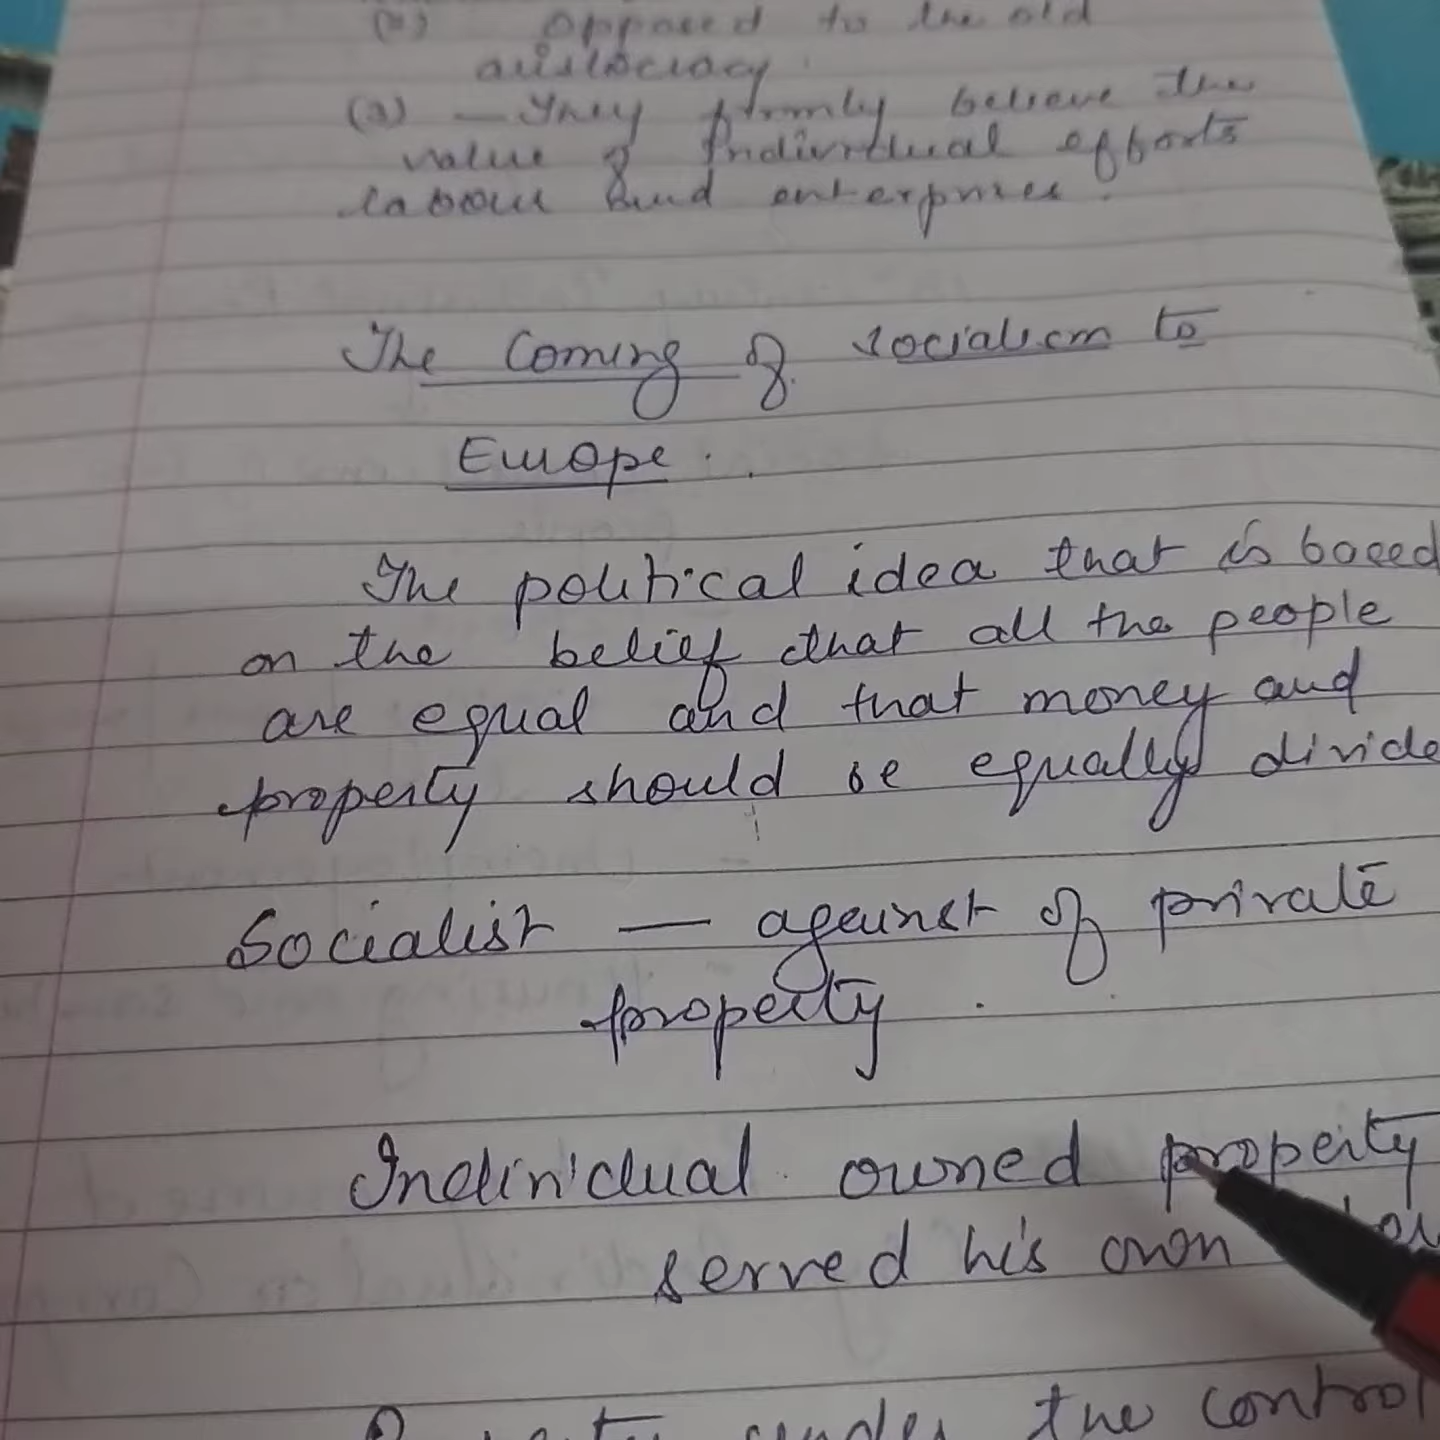 (2) opposed to the old
aristocracy.
(3) — They firmly believe the
value of Individual efforts
labour and enterprises.
The Coming of socialism to
Europe.
The political idea that is based
on the belief that all the people
are equal and that money and
property should be equally divide
Socialist — against of private
property.
Individual owned property
served his own
under the control